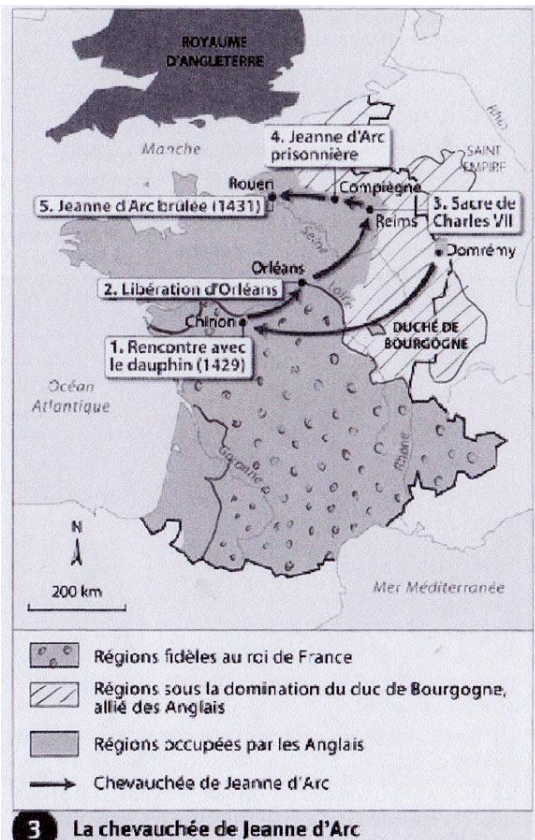 ROYAUME
D'ANGLETERRE
Manche
Rhin
4. Jeanne d'Arc
prisonnière
SAINT
EMPIRE
Rouen
Compiègne
5. Jeanne d'Arc brûlée (1431)
3. Sacre de
Charles VII
Reims
Seine
Domrémy
Orléans
2. Libération d'Orléans
Loire
Chinon
DUCHÉ DE
BOURGOGNE
1. Rencontre avec
le dauphin (1429)
Océan
Atlantique
Garonne
Rhône
N
200 km
Mer Méditerranée
Régions fidèles au roi de France
Régions sous la domination du duc de Bourgogne,
allié des Anglais
Régions occupées par les Anglais
Chevauchée de Jeanne d'Arc
3 La chevauchée de Jeanne d'Arc